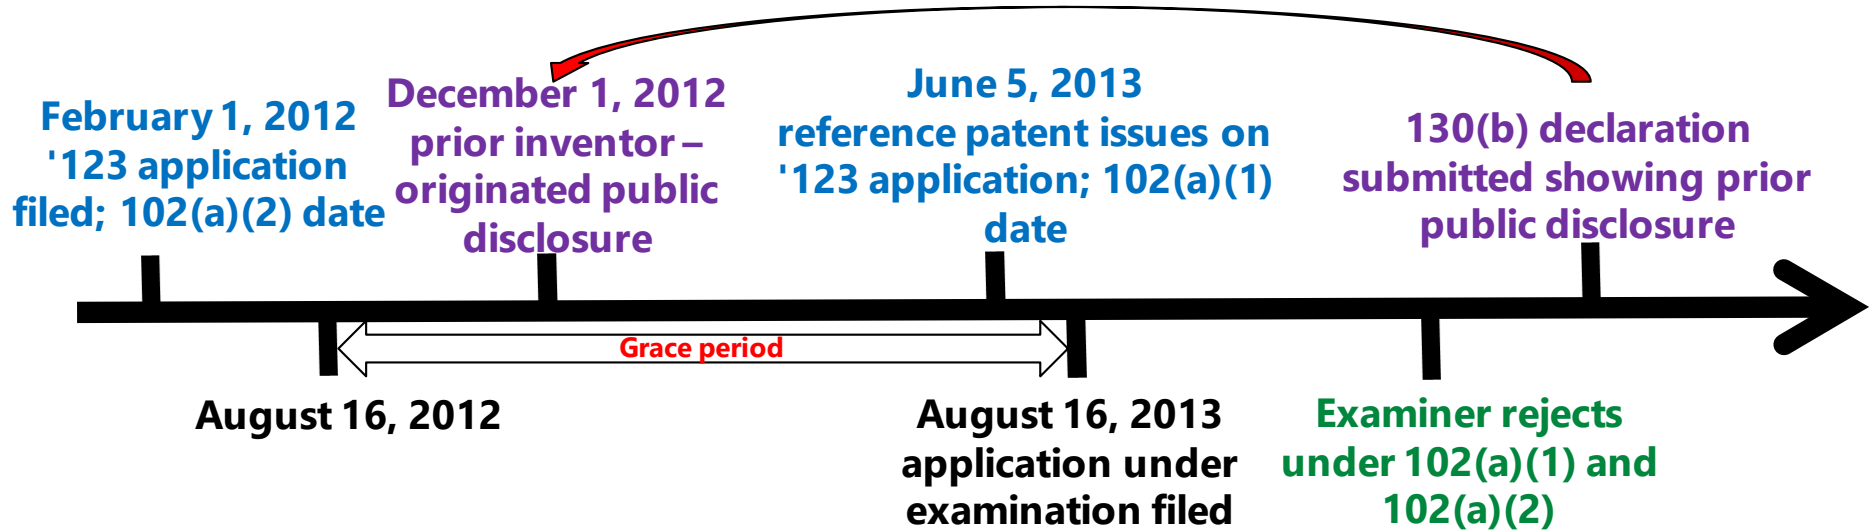 February 1, 2012
'123 application
filed; 102(a)(2) date
December 1, 2012
prior inventor –
originated public
disclosure
June 5, 2013
reference patent issues on
'123 application; 102(a)(1)
date
130(b) declaration
submitted showing prior
public disclosure
Grace period
August 16, 2012
August 16, 2013
application under
examination filed
Examiner rejects
under 102(a)(1) and
102(a)(2)